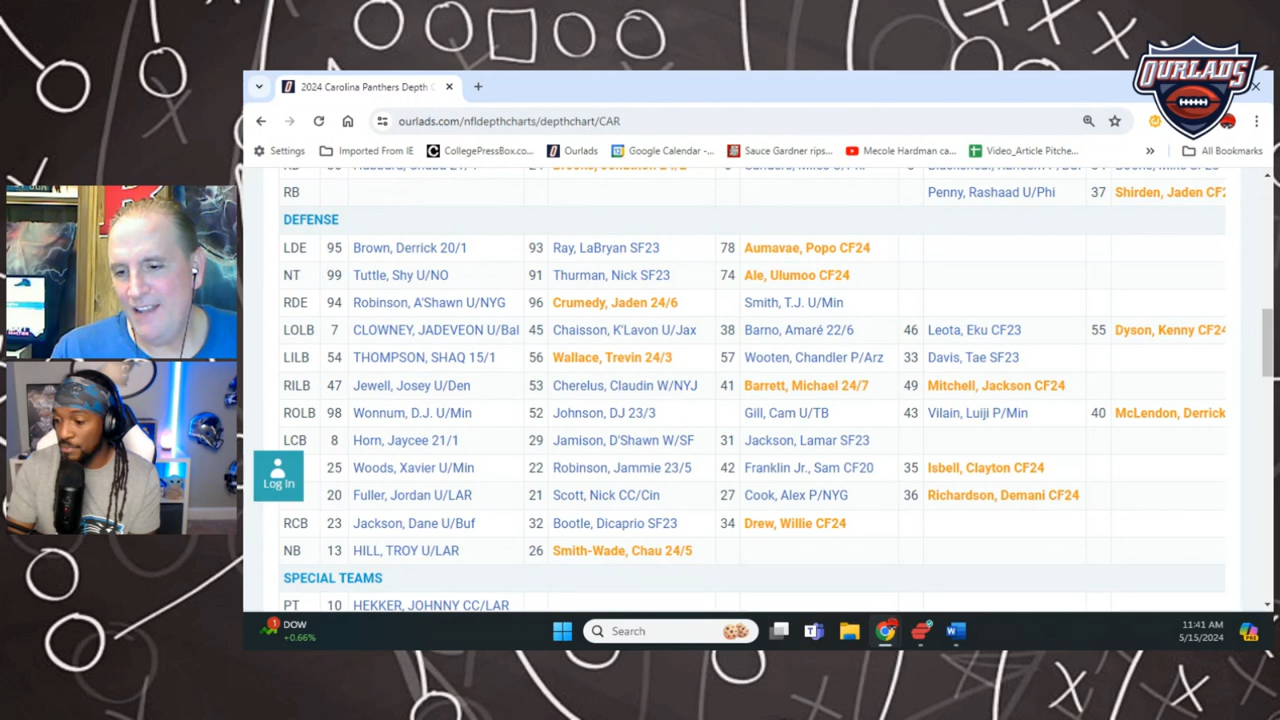 OURLADS
2024 Carolina Panthers Depth C
ourlads.com/nfldepthcharts/depthchart/CAR
Settings Imported From IE CollegePressBox.co... Ourlads Google Calendar -... Sauce Gardner rips... Mecole Hardman ca... Video_Article Pitche... » All Bookmarks
RB Penny, Rashaad U/Phi 37 Shirden, Jaden CF2
DEFENSE
LDE 95 Brown, Derrick 20/1 93 Ray, LaBryan SF23 78 Aumavae, Popo CF24
NT 99 Tuttle, Shy U/NO 91 Thurman, Nick SF23 74 Ale, Ulumoo CF24
RDE 94 Robinson, A'Shawn U/NYG 96 Crumedy, Jaden 24/6 Smith, T.J. U/Min
LOLB 7 CLOWNEY, JADEVEON U/Bal 45 Chaisson, K'Lavon U/Jax 38 Barno, Amaré 22/6 46 Leota, Eku CF23 55 Dyson, Kenny CF24
LILB 54 THOMPSON, SHAQ 15/1 56 Wallace, Trevin 24/3 57 Wooten, Chandler P/Arz 33 Davis, Tae SF23
RILB 47 Jewell, Josey U/Den 53 Cherelus, Claudin W/NYJ 41 Barrett, Michael 24/7 49 Mitchell, Jackson CF24
ROLB 98 Wonnum, D.J. U/Min 52 Johnson, DJ 23/3 Gill, Cam U/TB 43 Vilain, Luiji P/Min 40 McLendon, Derrick
LCB 8 Horn, Jaycee 21/1 29 Jamison, D'Shawn W/SF 31 Jackson, Lamar SF23
25 Woods, Xavier U/Min 22 Robinson, Jammie 23/5 42 Franklin Jr., Sam CF20 35 Isbell, Clayton CF24
Log In
20 Fuller, Jordan U/LAR 21 Scott, Nick CC/Cin 27 Cook, Alex P/NYG 36 Richardson, Demani CF24
RCB 23 Jackson, Dane U/Buf 32 Bootle, Dicaprio SF23 34 Drew, Willie CF24
NB 13 HILL, TROY U/LAR 26 Smith-Wade, Chau 24/5
SPECIAL TEAMS
PT 10 HEKKER, JOHNNY CC/LAR
DOW
+0.66%
Search
11:41 AM
5/15/2024